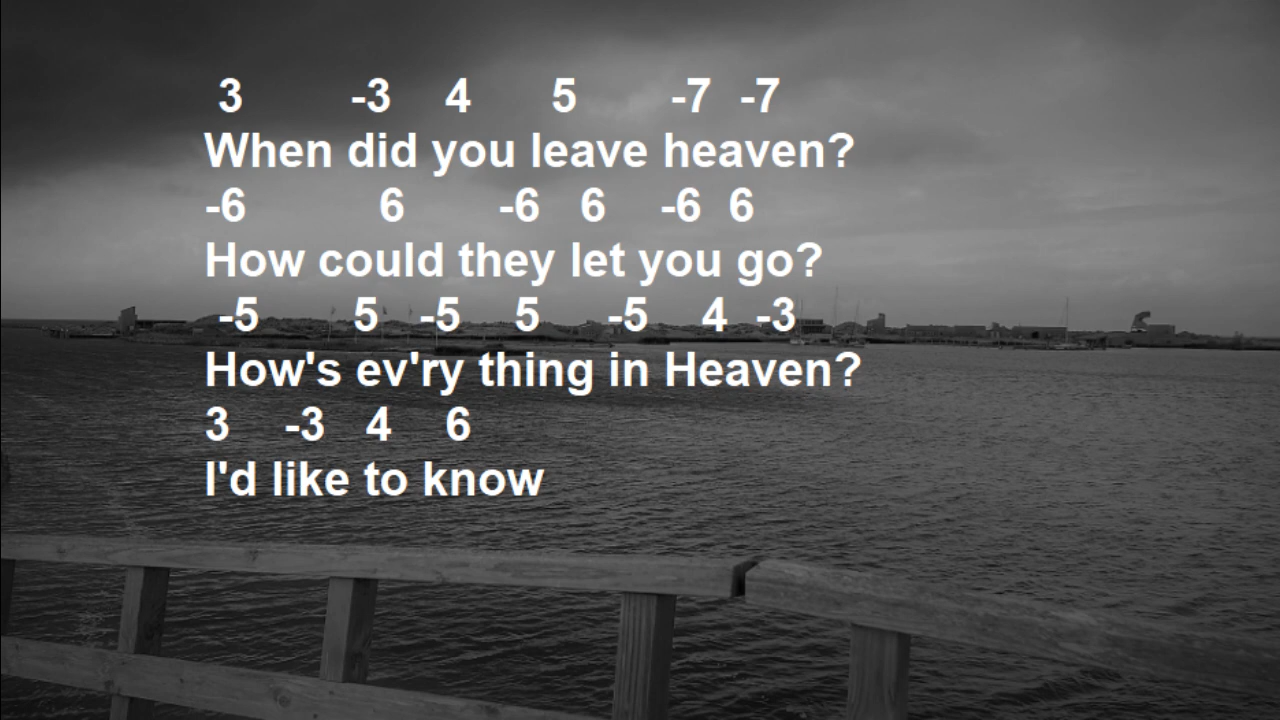 3 -3 4 5 -7 -7
When did you leave heaven?
-6 6 -6 6 -6 6
How could they let you go?
-5 5 -5 5 -5 4 -3
How's ev'ry thing in Heaven?
3 -3 4 6
I'd like to know